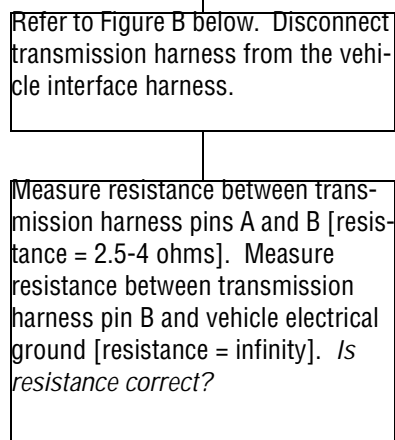 Refer to Figure B below.  Disconnect
transmission harness from the vehi-
cle interface harness.
Measure resistance between trans-
mission harness pins A and B [resis-
tance = 2.5-4 ohms].  Measure
resistance between transmission
harness pin B and vehicle electrical
ground [resistance = infinity].  Is
resistance correct?